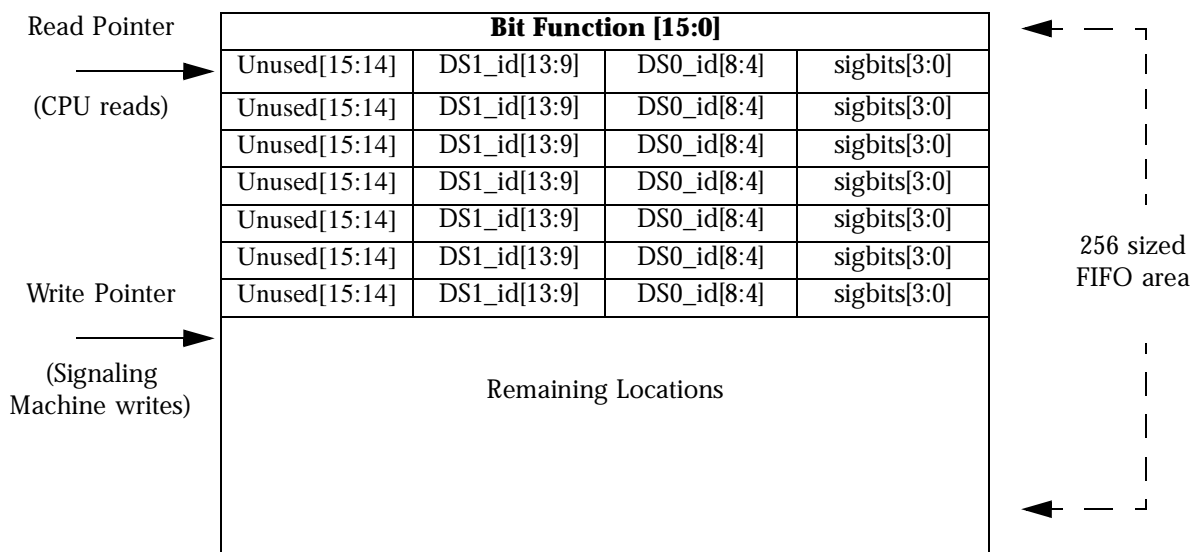 Read Pointer
Bit Function [15:0]
Unused[15:14] DS1_id[13:9] DS0_id[8:4] sigbits[3:0]
(CPU reads)
Unused[15:14] DS1_id[13:9] DS0_id[8:4] sigbits[3:0]
Unused[15:14] DS1_id[13:9] DS0_id[8:4] sigbits[3:0]
Unused[15:14] DS1_id[13:9] DS0_id[8:4] sigbits[3:0]
Unused[15:14] DS1_id[13:9] DS0_id[8:4] sigbits[3:0]
Unused[15:14] DS1_id[13:9] DS0_id[8:4] sigbits[3:0]
256 sized
FIFO area
Write Pointer
Unused[15:14] DS1_id[13:9] DS0_id[8:4] sigbits[3:0]
(Signaling
Machine writes)
Remaining Locations